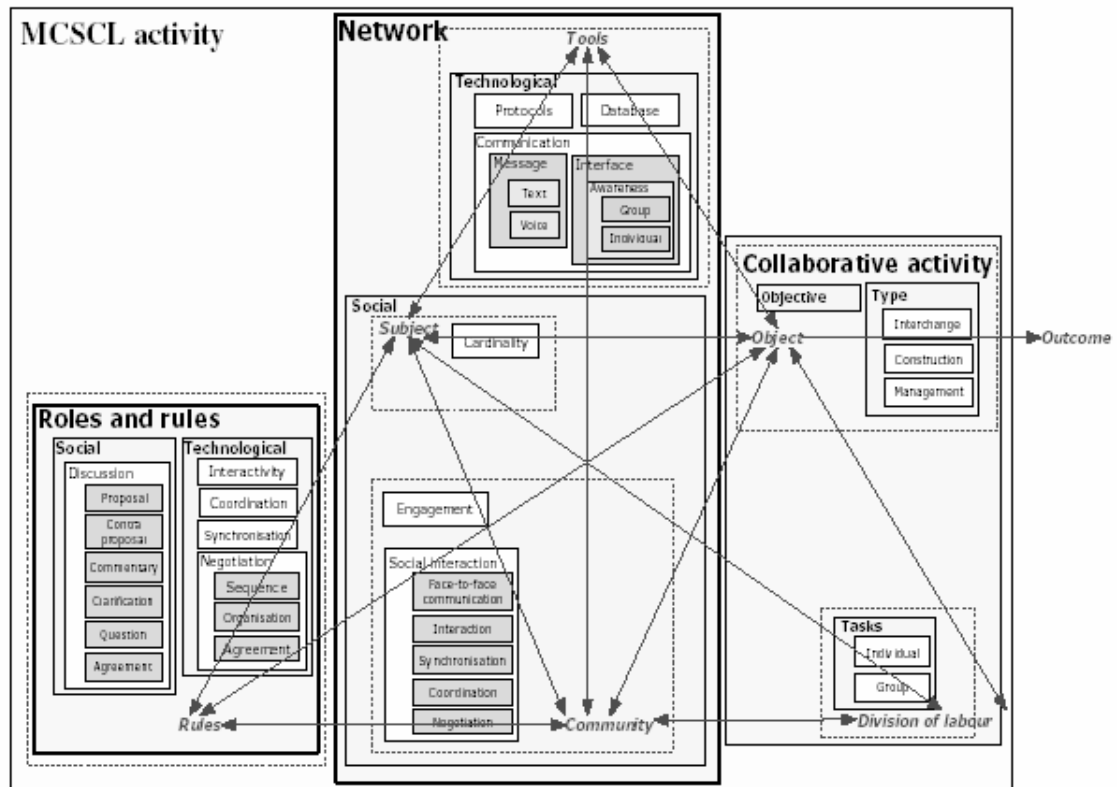 MCSCL activity
Network
Tools
Technological
Protocols
Database
Communication
Message
Text
Voice
Interface
Awareness
Group
Individual
Social
Subject
Cardinality
Engagement
Social interaction
Face-to-face
communication
Interaction
Synchronisation
Coordination
Negotiation
Community
Collaborative activity
Objective
Type
Interchange
Construction
Management
Object
Outcome
Tasks
Individual
Group
Division of labour
Roles and rules
Social
Discussion
Proposal
Contra
proposal
Commentary
Clarification
Question
Agreement
Technological
Interactivity
Coordination
Synchronisation
Negotiation
Sequence
Organisation
Agreement
Rules